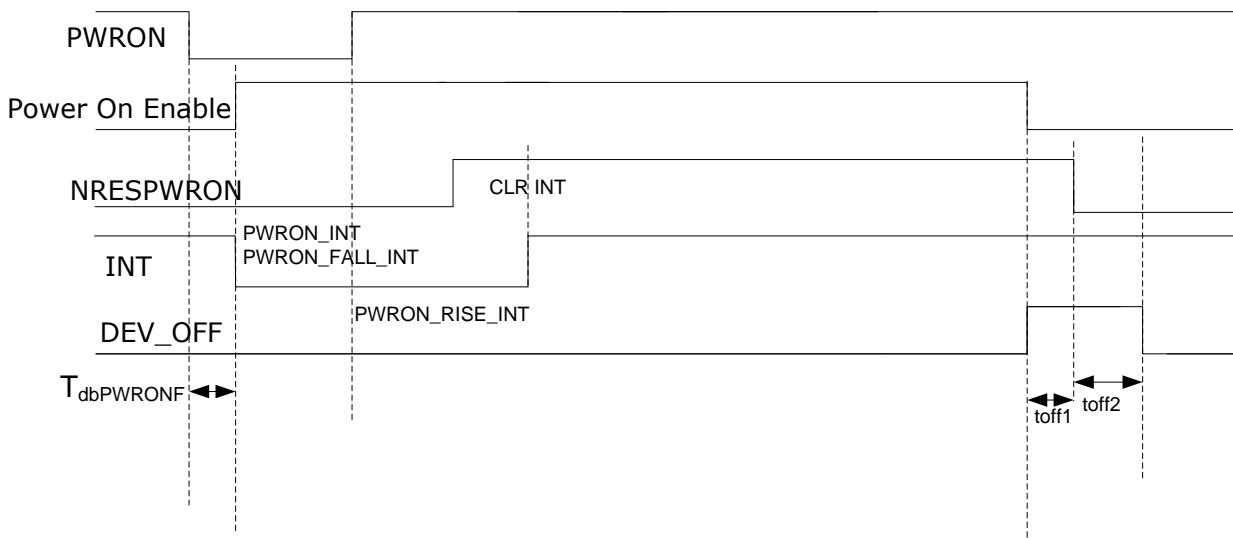 PWRON
Power On Enable
NRESPWRON
CLR INT
PWRON_INT
PWRON_FALL_INT
INT
PWRON_RISE_INT
DEV_OFF
TdbPWRONF
toff1
toff2